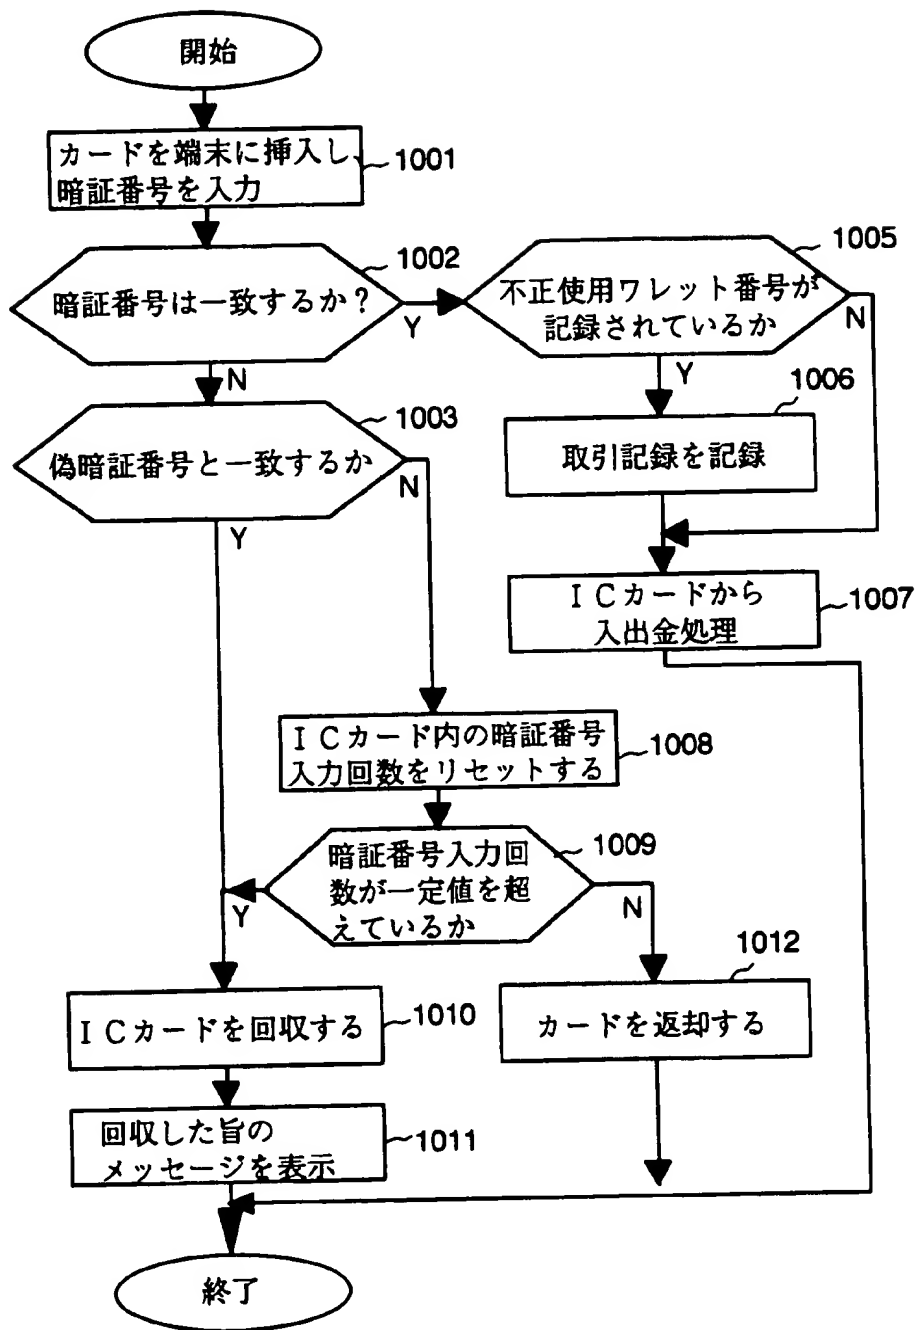 開始
カードを端末に挿入し、
暗証番号を入力
1001
暗証番号は一致するか？
1002
Y
N
不正使用ワレット番号が
記録されているか
1005
N
Y
1006
取引記録を記録
偽暗証番号と一致するか
1003
N
Y
ＩＣカードから
入出金処理
1007
ＩＣカード内の暗証番号
入力回数をリセットする
1008
暗証番号入力回
数が一定値を超
えているか
1009
Y
N
ＩＣカードを回収する
1010
1012
カードを返却する
回収した旨の
メッセージを表示
1011
終了